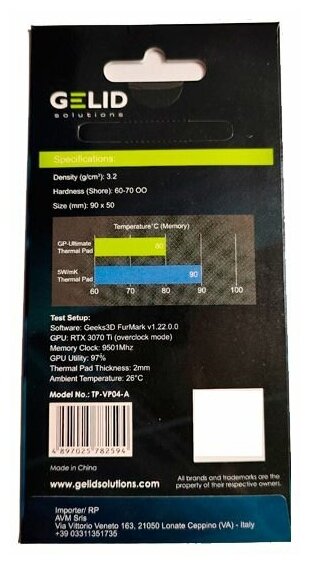 GELID
solutions
Specifications:
Density (g/cm³): 3.2
Hardness (Shore): 60-70 OO
Size (mm): 90 x 50
Temperature°C (Memory)
GP-Ultimate
Thermal Pad
80
5W/mK
Thermal Pad
90
60 70 80 90 100
Test Setup:
Software: Geeks3D FurMark v1.22.0.0
GPU: RTX 3070 Ti (overclock mode)
Memory Clock: 9501Mhz
GPU Utility: 97%
Thermal Pad Thickness: 2mm
Ambient Temperature: 26°C
Model No.: TP-VP04-A
4 897025 782594
Made in China
www.gelidsolutions.com
All brands and trademarks are the
property of their respective owners.
Importer/ RP
AVM Srls
Via Vittorio Veneto 163, 21050 Lonate Ceppino (VA) - Italy
+39 03311351735